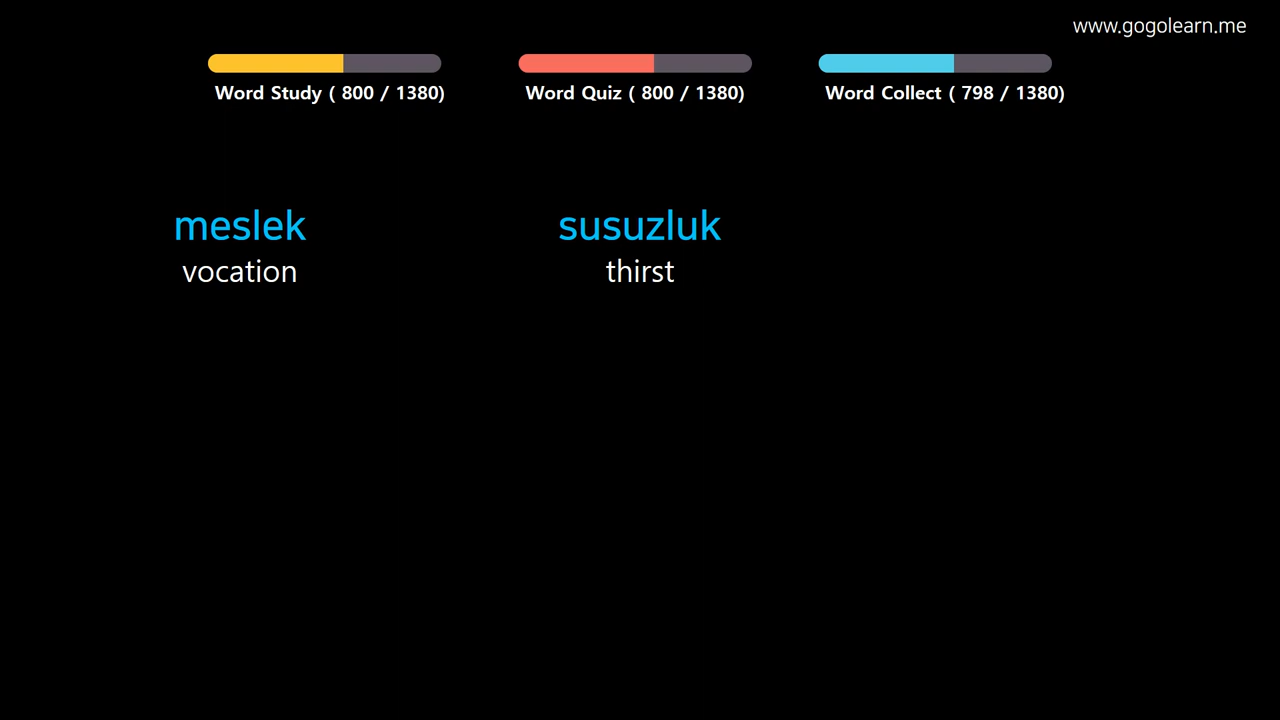 www.gogolearn.me
Word Study ( 800 / 1380)
Word Quiz ( 800 / 1380)
Word Collect ( 798 / 1380)
meslek
vocation
susuzluk
thirst